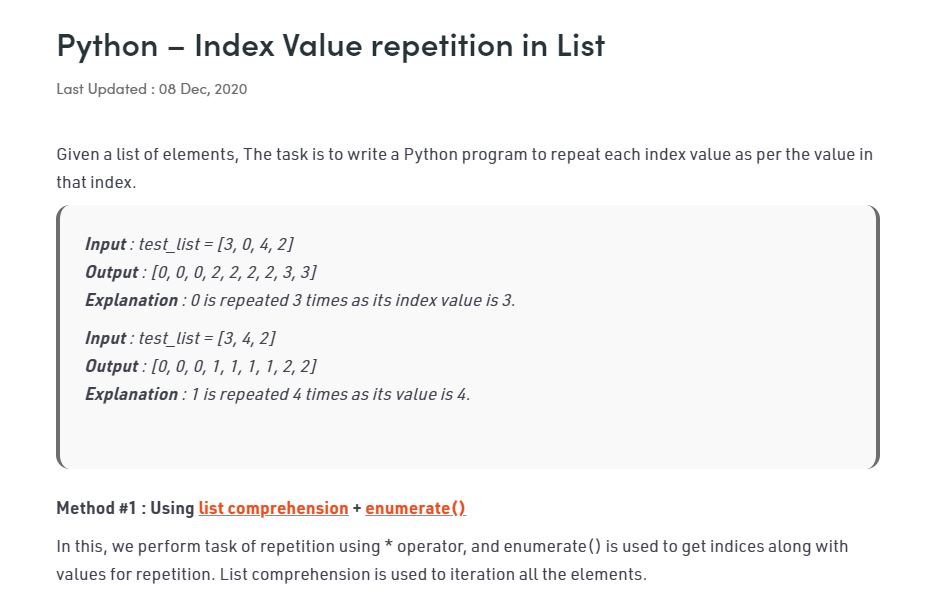 Python – Index Value repetition in List
Last Updated : 08 Dec, 2020
Given a list of elements, The task is to write a Python program to repeat each index value as per the value in
that index.
Input : test_list = [3, 0, 4, 2]
Output : [0, 0, 0, 2, 2, 2, 2, 3, 3]
Explanation : 0 is repeated 3 times as its index value is 3.
Input : test_list = [3, 4, 2]
Output : [0, 0, 0, 1, 1, 1, 1, 2, 2]
Explanation : 1 is repeated 4 times as its value is 4.
Method #1 : Using list comprehension + enumerate()
In this, we perform task of repetition using * operator, and enumerate() is used to get indices along with
values for repetition. List comprehension is used to iteration all the elements.